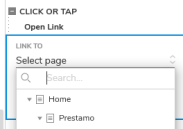 CLICK OR TAP
Open Link
LINK TO
Select page
Search...
Home
Prestamo